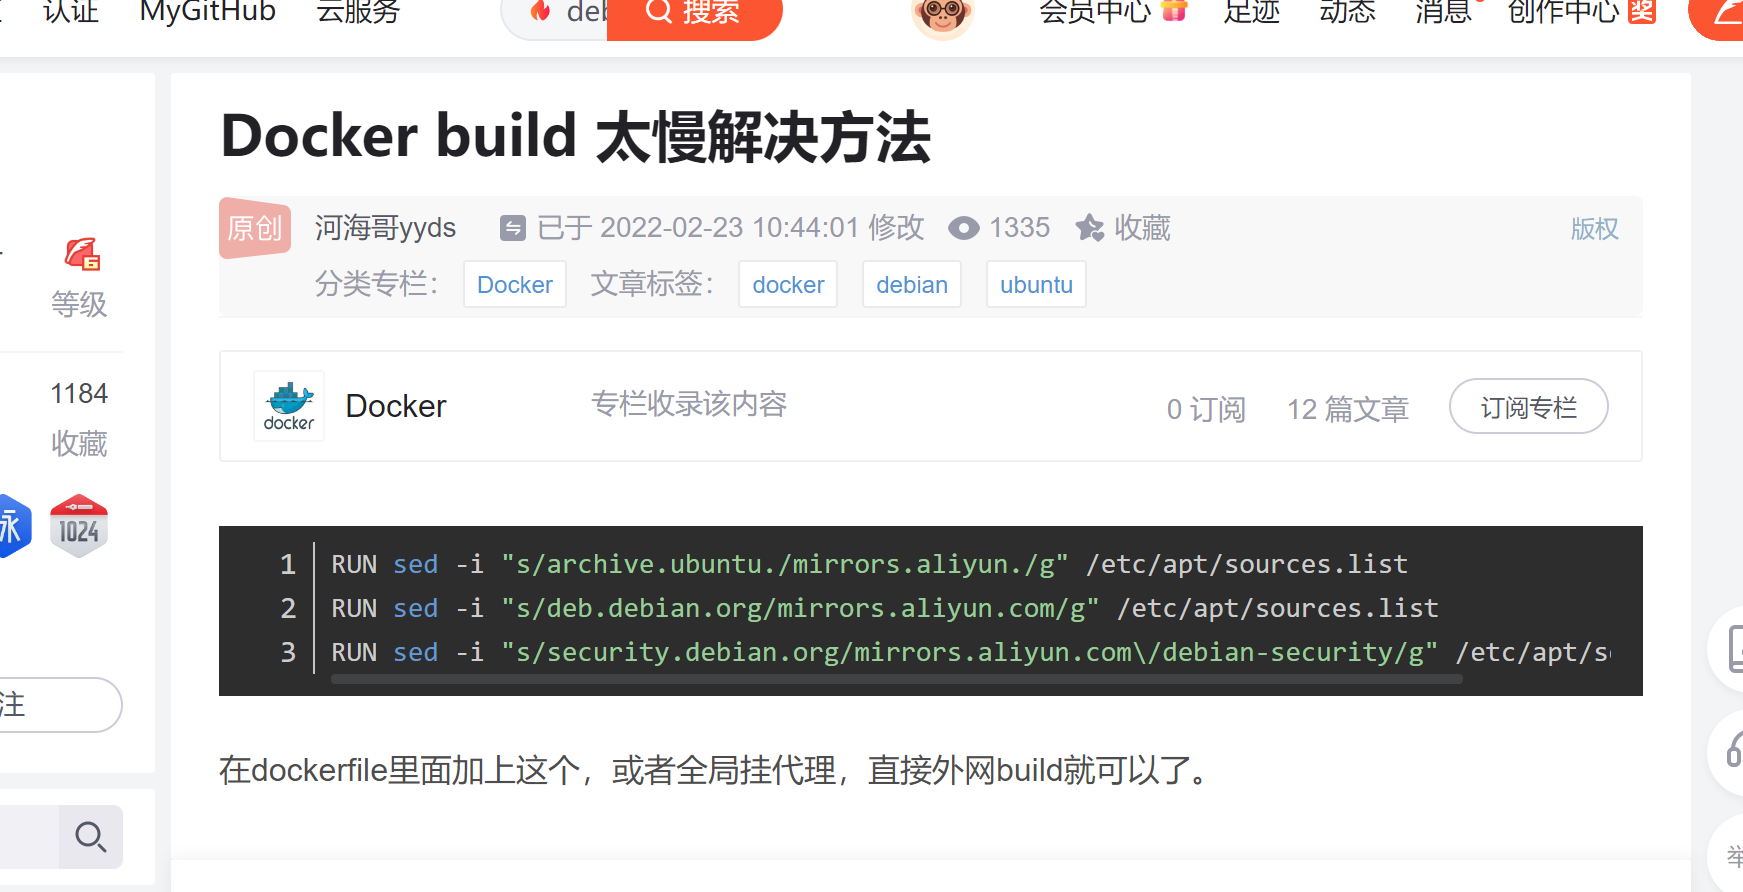 认证 MyGitHub 云服务 deb 搜索 会员中心 足迹 动态 消息 创作中心 奖
Docker build 太慢解决方法
原创 河海哥yyds 已于 2022-02-23 10:44:01 修改 1335 收藏 版权
分类专栏： Docker 文章标签： docker debian ubuntu
等级
docker Docker 专栏收录该内容 0 订阅 12 篇文章 订阅专栏
1184
收藏
1024
1 RUN sed -i "s/archive.ubuntu./mirrors.aliyun./g" /etc/apt/sources.list
2 RUN sed -i "s/deb.debian.org/mirrors.aliyun.com/g" /etc/apt/sources.list
3 RUN sed -i "s/security.debian.org/mirrors.aliyun.com\/debian-security/g" /etc/apt/s
注
在dockerfile里面加上这个，或者全局挂代理，直接外网build就可以了。
举